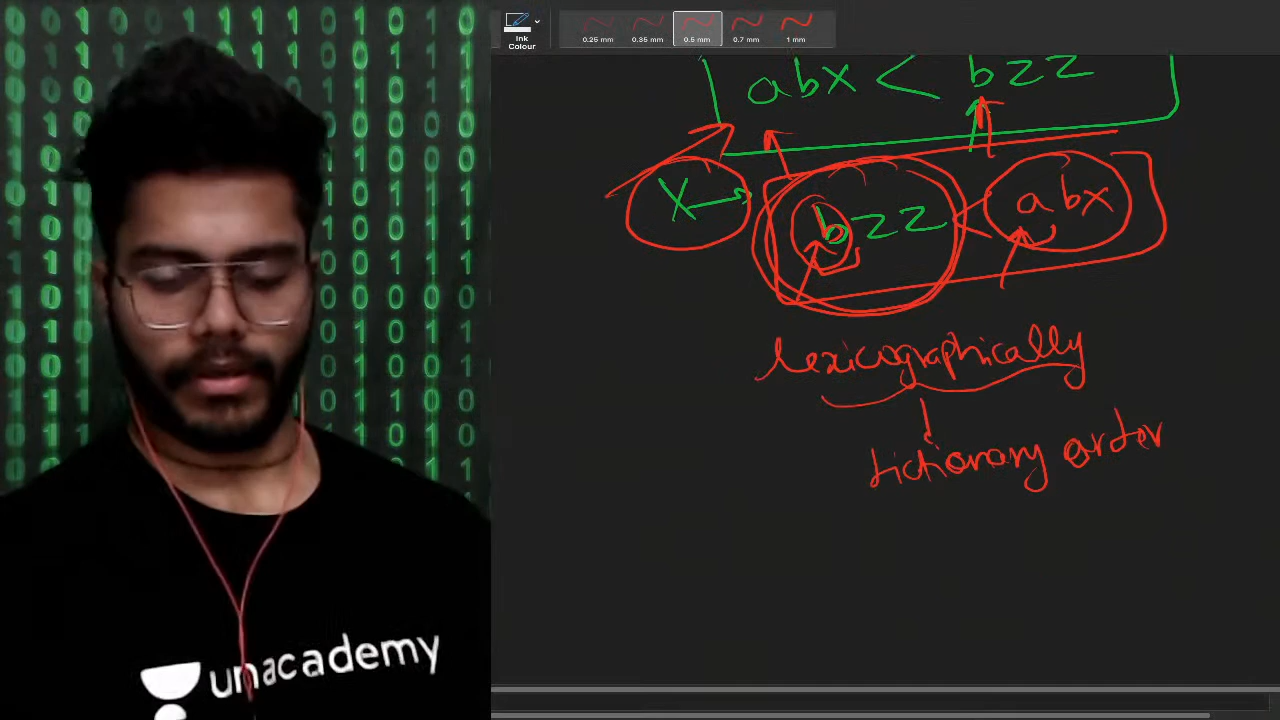 Ink
Colour
0.25 mm 0.35 mm 0.5 mm 0.7 mm 1 mm
abx < bzz
X → bzz < abx
lexicographically
dictionary order
unacademy